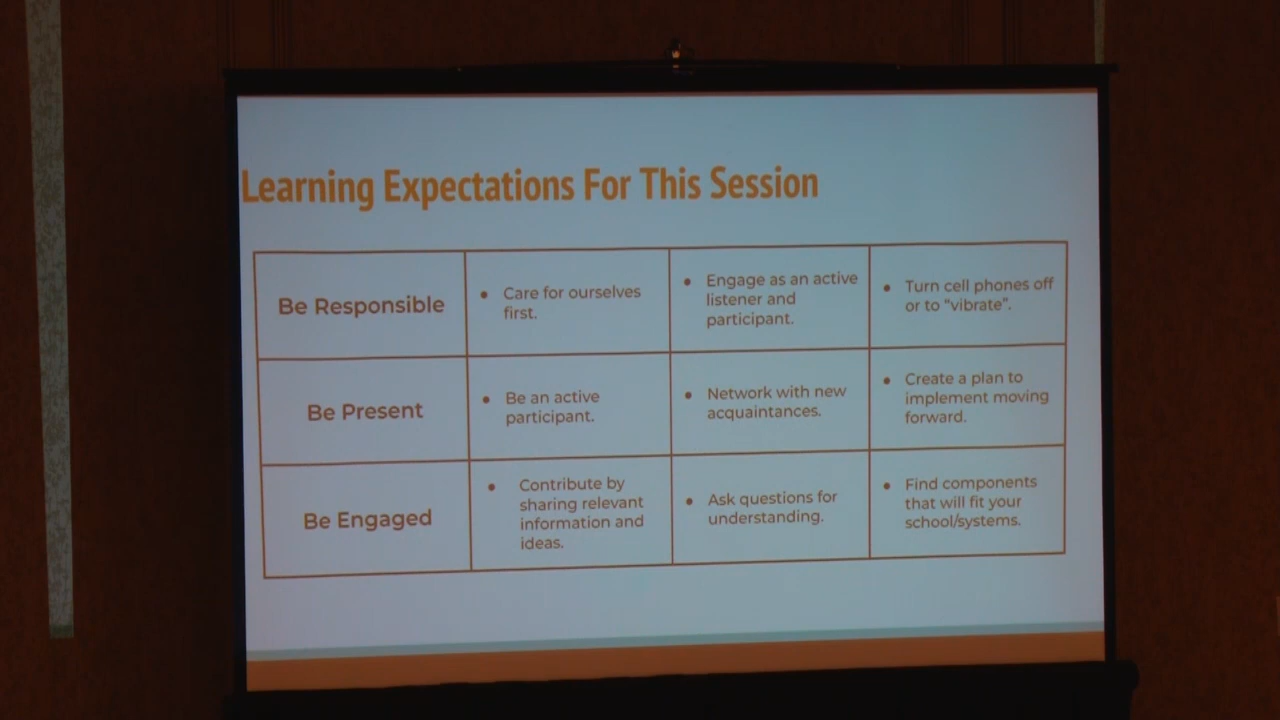 Learning Expectations For This Session
Be Responsible
• Care for ourselves
first.
• Engage as an active
listener and
participant.
• Turn cell phones off
or to "vibrate".
Be Present
• Be an active
participant.
• Network with new
acquaintances.
• Create a plan to
implement moving
forward.
Be Engaged
• Contribute by
sharing relevant
information and
ideas.
• Ask questions for
understanding.
• Find components
that will fit your
school/systems.